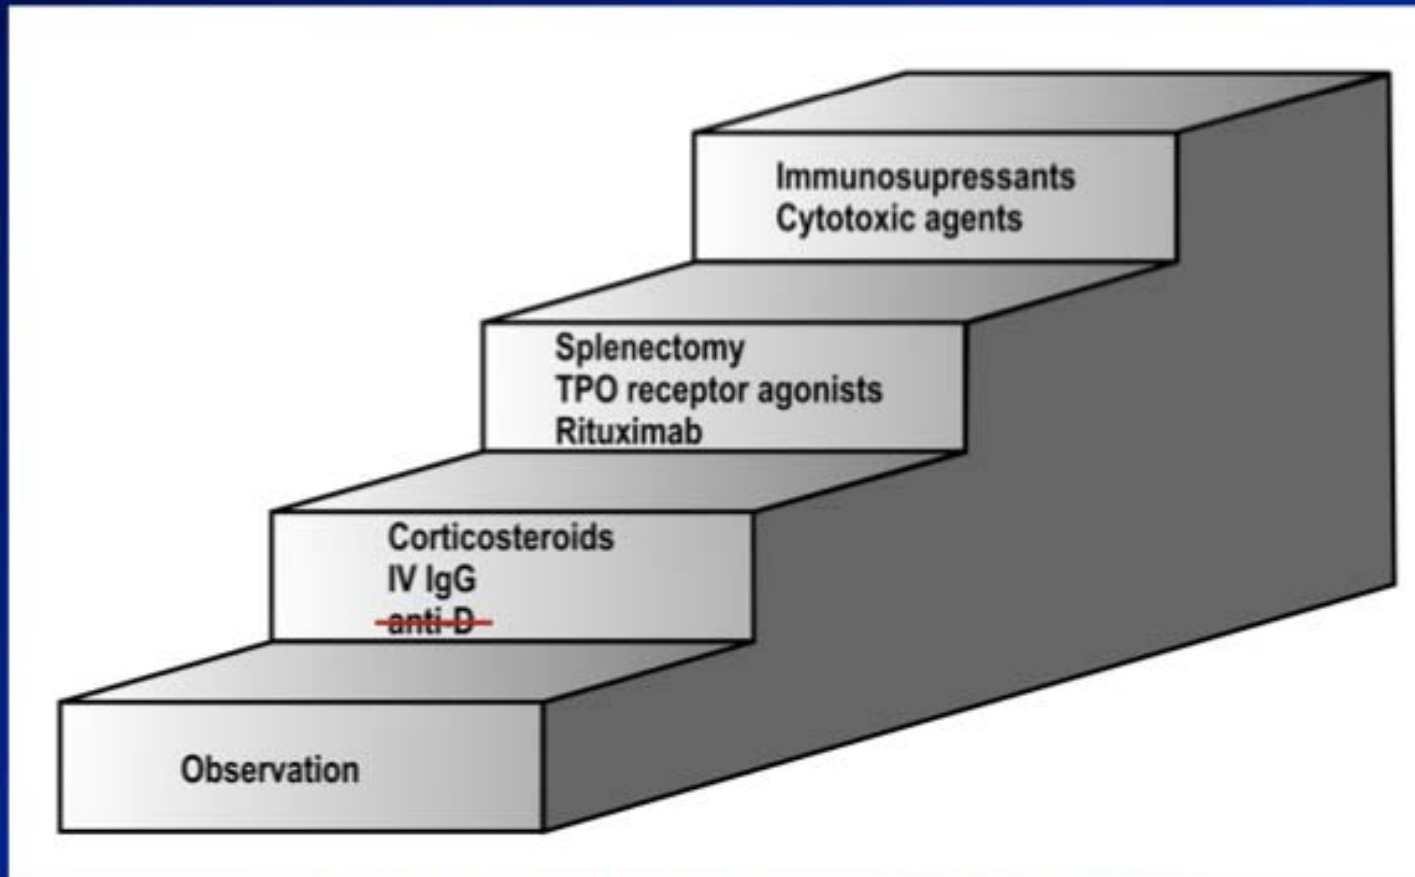 Immunosupressants
Cytotoxic agents
Splenectomy
TPO receptor agonists
Rituximab
Corticosteroids
IV IgG
anti-D
Observation